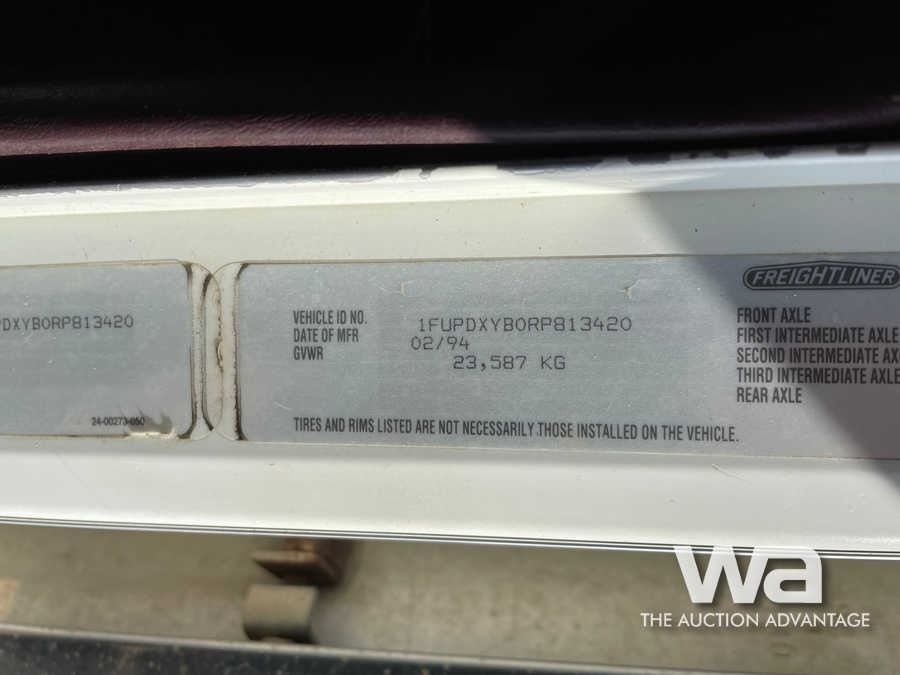 PDXYB0RP813420
24-00273-050
VEHICLE ID NO. 1FUPDXYB0RP813420
DATE OF MFR 02/94
GVWR 23,587 KG
TIRES AND RIMS LISTED ARE NOT NECESSARILY THOSE INSTALLED ON THE VEHICLE.
FREIGHTLINER
FRONT AXLE
FIRST INTERMEDIATE AXLE
SECOND INTERMEDIATE AXLE
THIRD INTERMEDIATE AXLE
REAR AXLE
wa
THE AUCTION ADVANTAGE